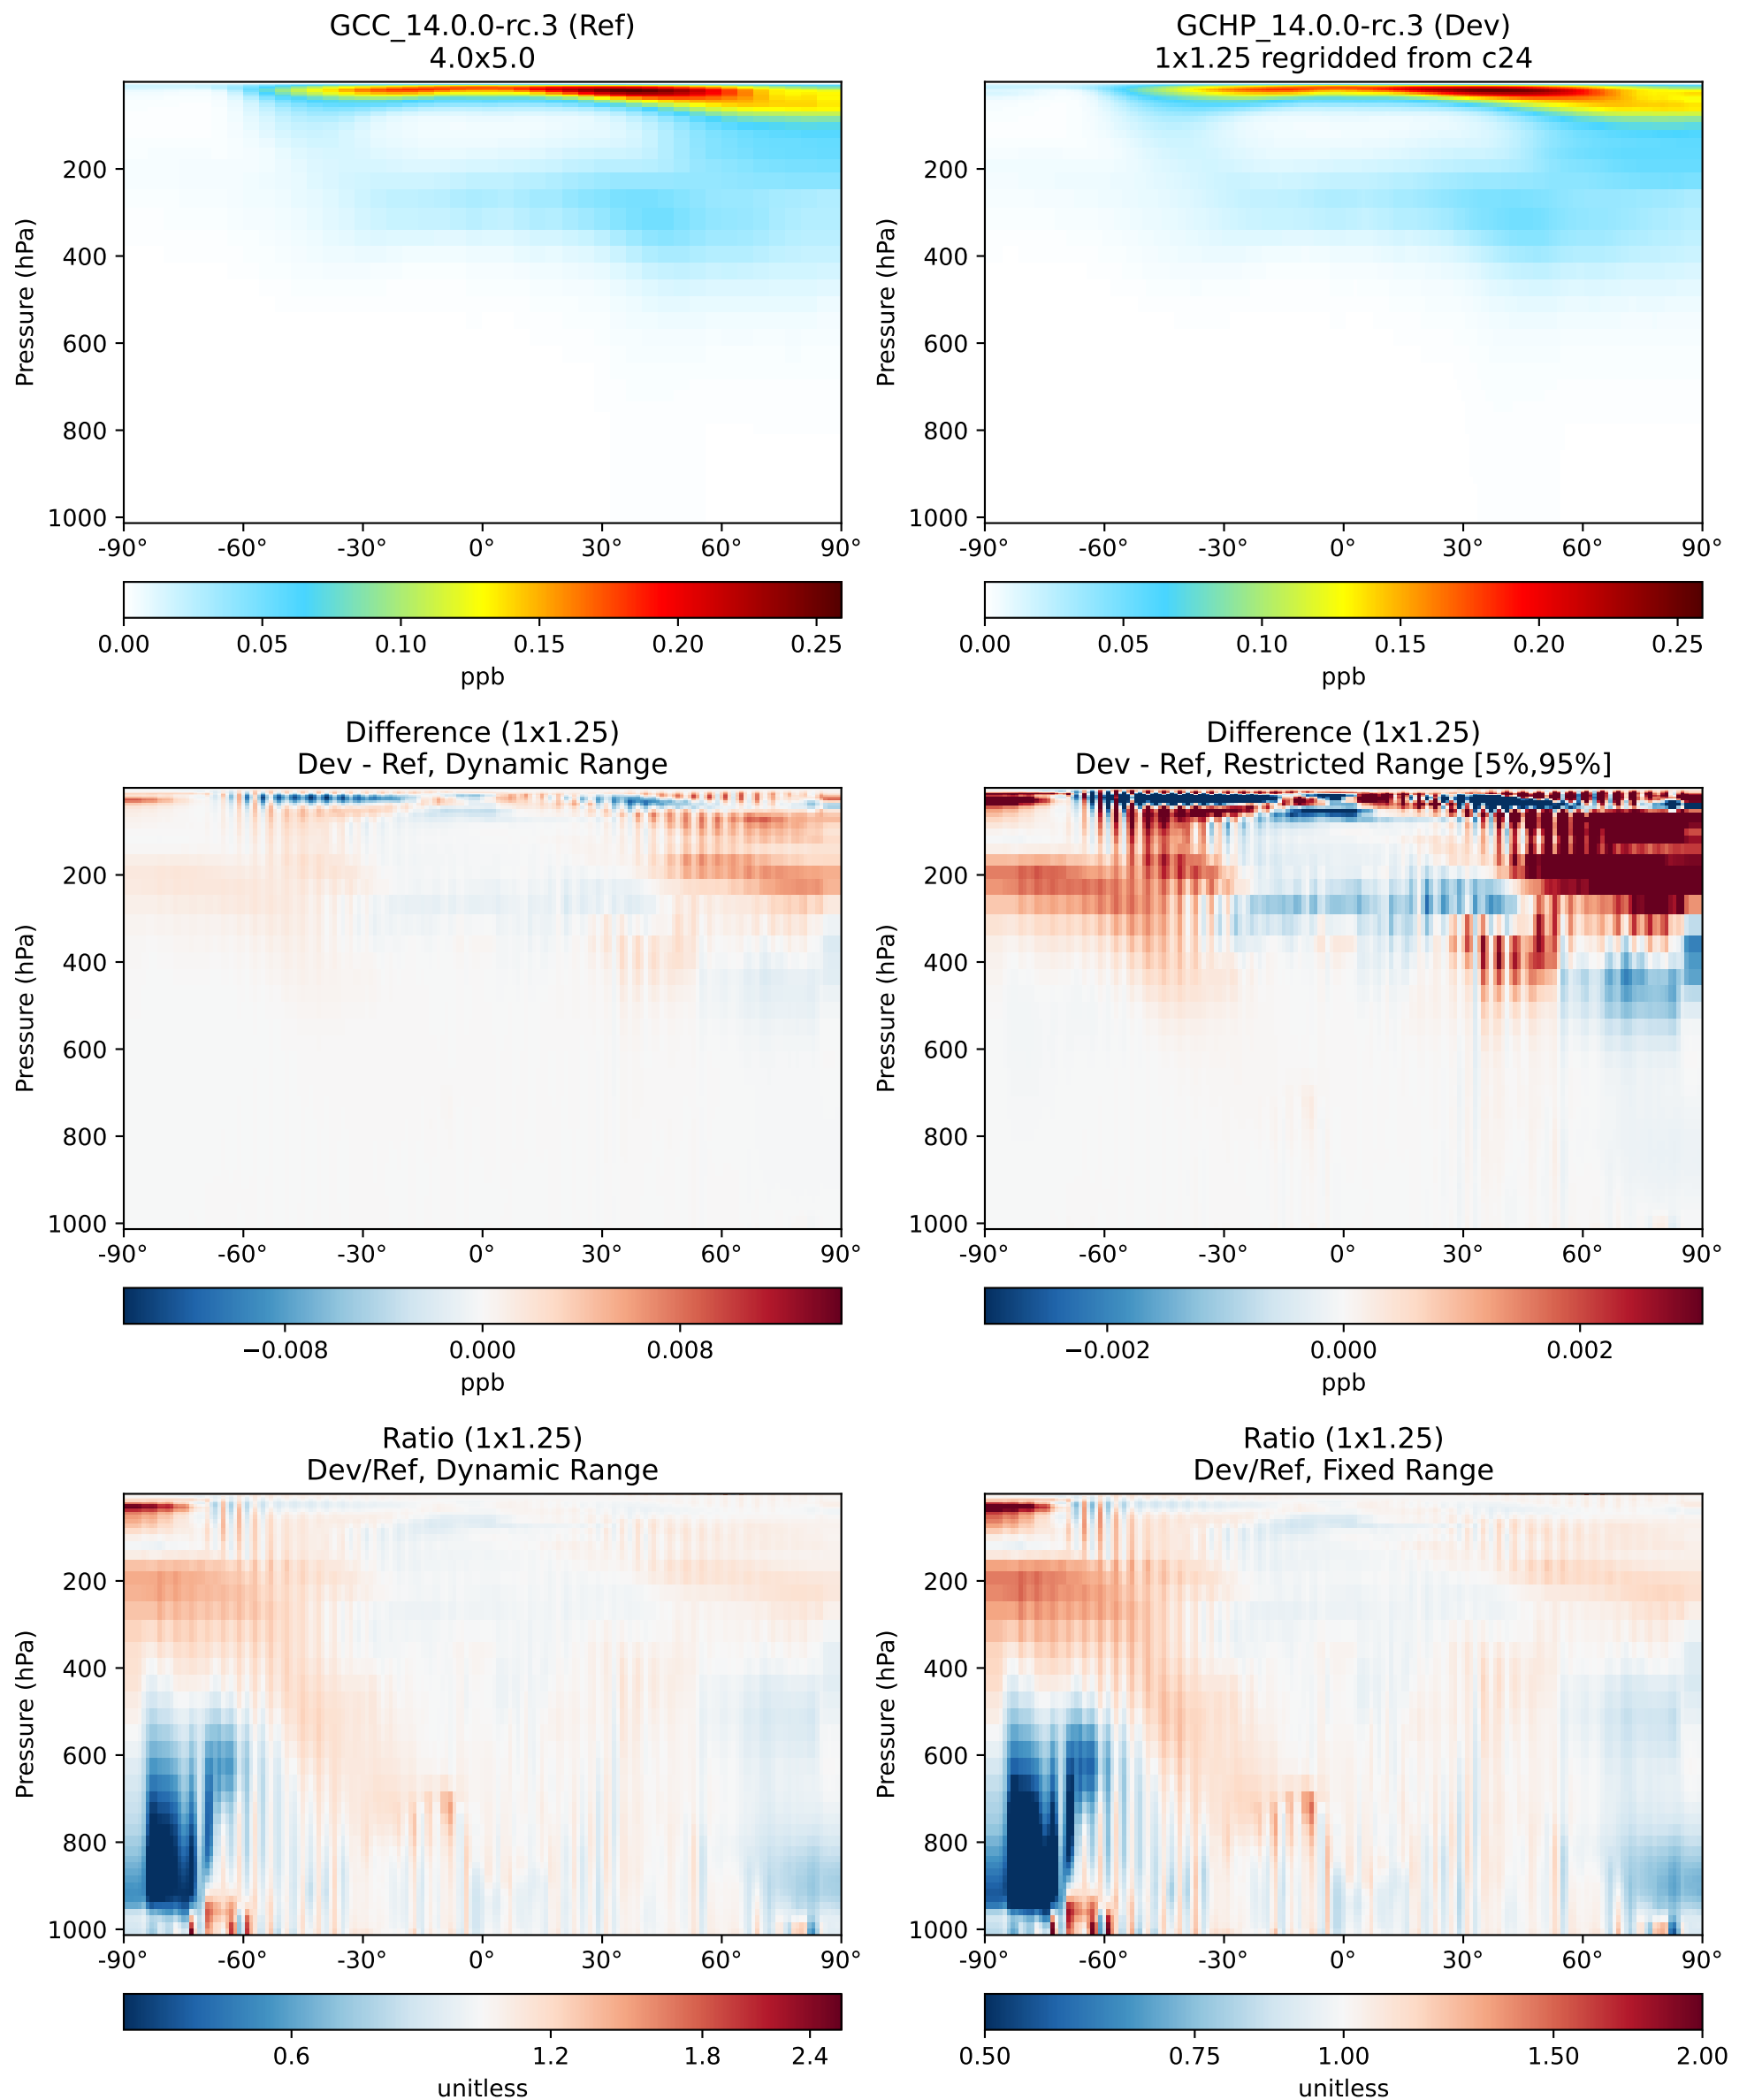 GCC_14.0.0-rc.3 (Ref)
4.0x5.0
Pressure (hPa)
200
400
600
800
1000
-90° -60° -30° 0° 30° 60° 90°
0.00 0.05 0.10 0.15 0.20 0.25
ppb
GCHP_14.0.0-rc.3 (Dev)
1x1.25 regridded from c24
Pressure (hPa)
200
400
600
800
1000
-90° -60° -30° 0° 30° 60° 90°
0.00 0.05 0.10 0.15 0.20 0.25
ppb
Difference (1x1.25)
Dev - Ref, Dynamic Range
Pressure (hPa)
200
400
600
800
1000
-90° -60° -30° 0° 30° 60° 90°
−0.008 0.000 0.008
ppb
Difference (1x1.25)
Dev - Ref, Restricted Range [5%,95%]
Pressure (hPa)
200
400
600
800
1000
-90° -60° -30° 0° 30° 60° 90°
−0.002 0.000 0.002
ppb
Ratio (1x1.25)
Dev/Ref, Dynamic Range
Pressure (hPa)
200
400
600
800
1000
-90° -60° -30° 0° 30° 60° 90°
0.6 1.2 1.8 2.4
unitless
Ratio (1x1.25)
Dev/Ref, Fixed Range
Pressure (hPa)
200
400
600
800
1000
-90° -60° -30° 0° 30° 60° 90°
0.50 0.75 1.00 1.50 2.00
unitless